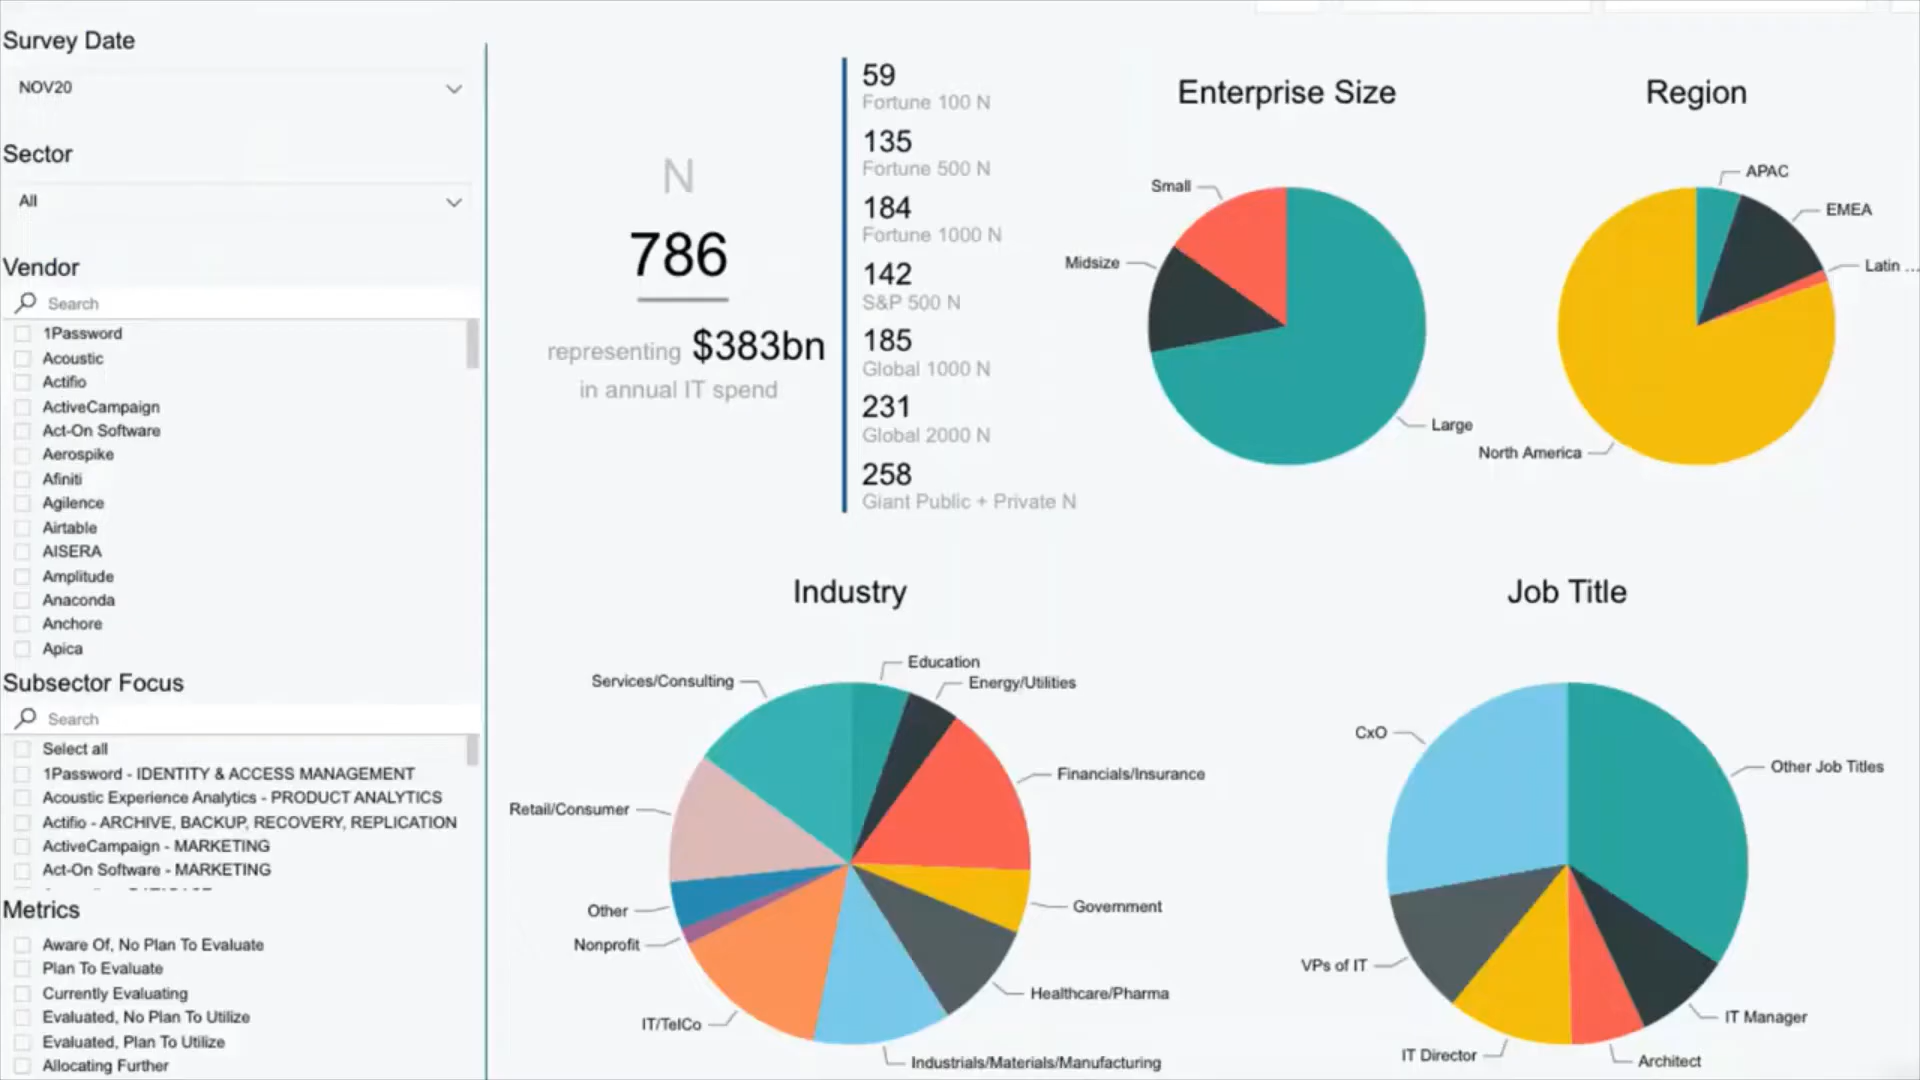 Survey Date
NOV20
Sector
All
Vendor
Search
1Password
Acoustic
Actifio
ActiveCampaign
Act-On Software
Aerospike
Afiniti
Agilence
Airtable
AISERA
Amplitude
Anaconda
Anchore
Apica
Subsector Focus
Search
Select all
1Password - IDENTITY & ACCESS MANAGEMENT
Acoustic Experience Analytics - PRODUCT ANALYTICS
Actifio - ARCHIVE, BACKUP, RECOVERY, REPLICATION
ActiveCampaign - MARKETING
Act-On Software - MARKETING
Metrics
Aware Of, No Plan To Evaluate
Plan To Evaluate
Currently Evaluating
Evaluated, No Plan To Utilize
Evaluated, Plan To Utilize
Allocating Further
N
786
representing $383bn
in annual IT spend
59
Fortune 100 N
135
Fortune 500 N
184
Fortune 1000 N
142
S&P 500 N
185
Global 1000 N
231
Global 2000 N
258
Giant Public + Private N
Enterprise Size
Small
Midsize
Large
Region
APAC
EMEA
Latin ...
North America
Industry
Education
Energy/Utilities
Services/Consulting
Financials/Insurance
Retail/Consumer
Government
Other
Nonprofit
Healthcare/Pharma
IT/TelCo
Industrials/Materials/Manufacturing
Job Title
CxO
Other Job Titles
VPs of IT
IT Manager
IT Director
Architect